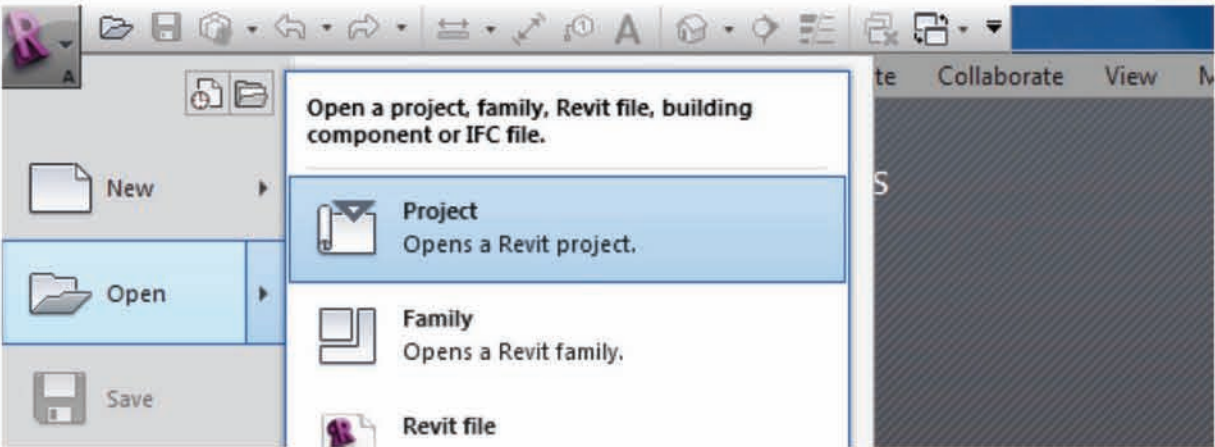 A
te Collaborate View M
Open a project, family, Revit file, building
component or IFC file.
S
New
Project
Opens a Revit project.
Open
Family
Opens a Revit family.
Save
Revit file